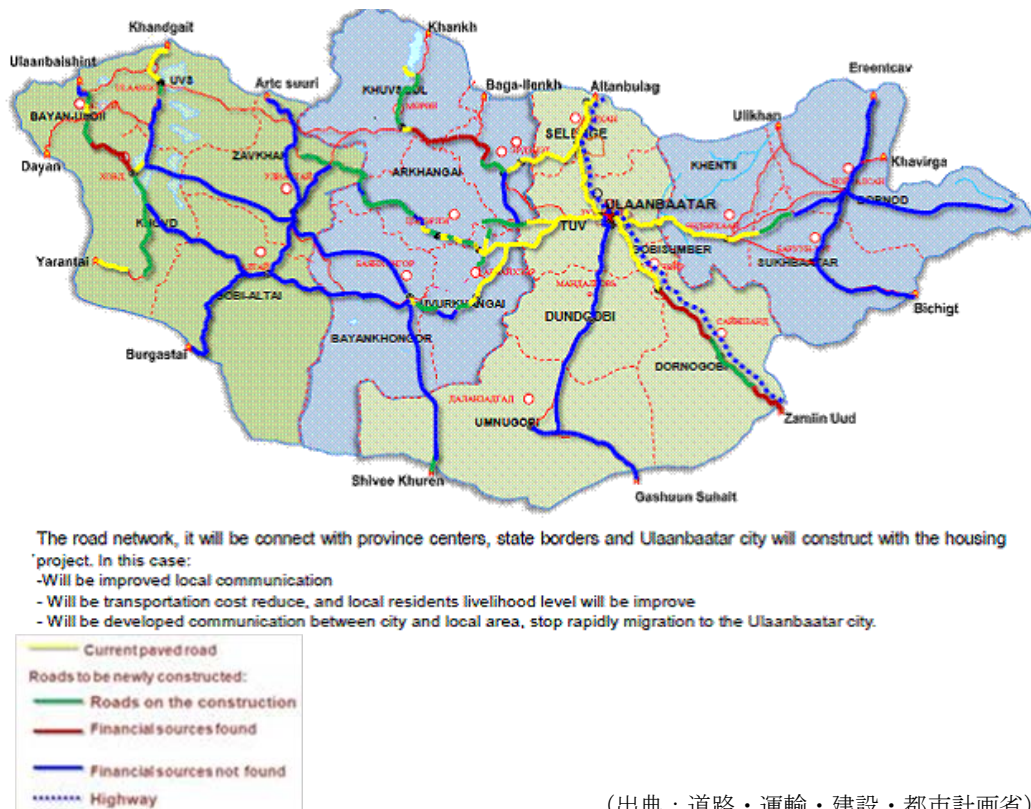 Khandgait
Khankh
Ulaanbaishint
UVS
Artc suuri
KHUVSGUL
Baga-Ilenkh
Altanbulag
Ereentcav
BAYAN-ULGII
SELENGE
Ulikhan
Dayan
ZAVKHAN
KHENTII
Khavirga
ARKHANGAI
ULAANBAATAR
DORNOD
KHOVD
TUV
Yarantai
GOBISUMBER
SUKHBAATAR
GOBI-ALTAI
UVURKHANGAI
МАНДАЛГОВЬ
DUNDGOBI
Bichigt
BAYANKHONGOR
САЙНШАНД
Burgastai
DORNOGOBI
ДАЛАНЗАДГАД
UMNUGOBI
Zamiin Uud
Shivee Khuren
Gashuun Suhait
The road network, it will be connect with province centers, state borders and Ulaanbaatar city will construct with the housing
project. In this case:
-Will be improved local communication
- Will be transportation cost reduce, and local residents livelihood level will be improve
- Will be developed communication between city and local area, stop rapidly migration to the Ulaanbaatar city.
Current paved road
Roads to be newly constructed:
Roads on the construction
Financial sources found
Financial sources not found
Highway
(出典：道路・運輸・建設・都市計画省)